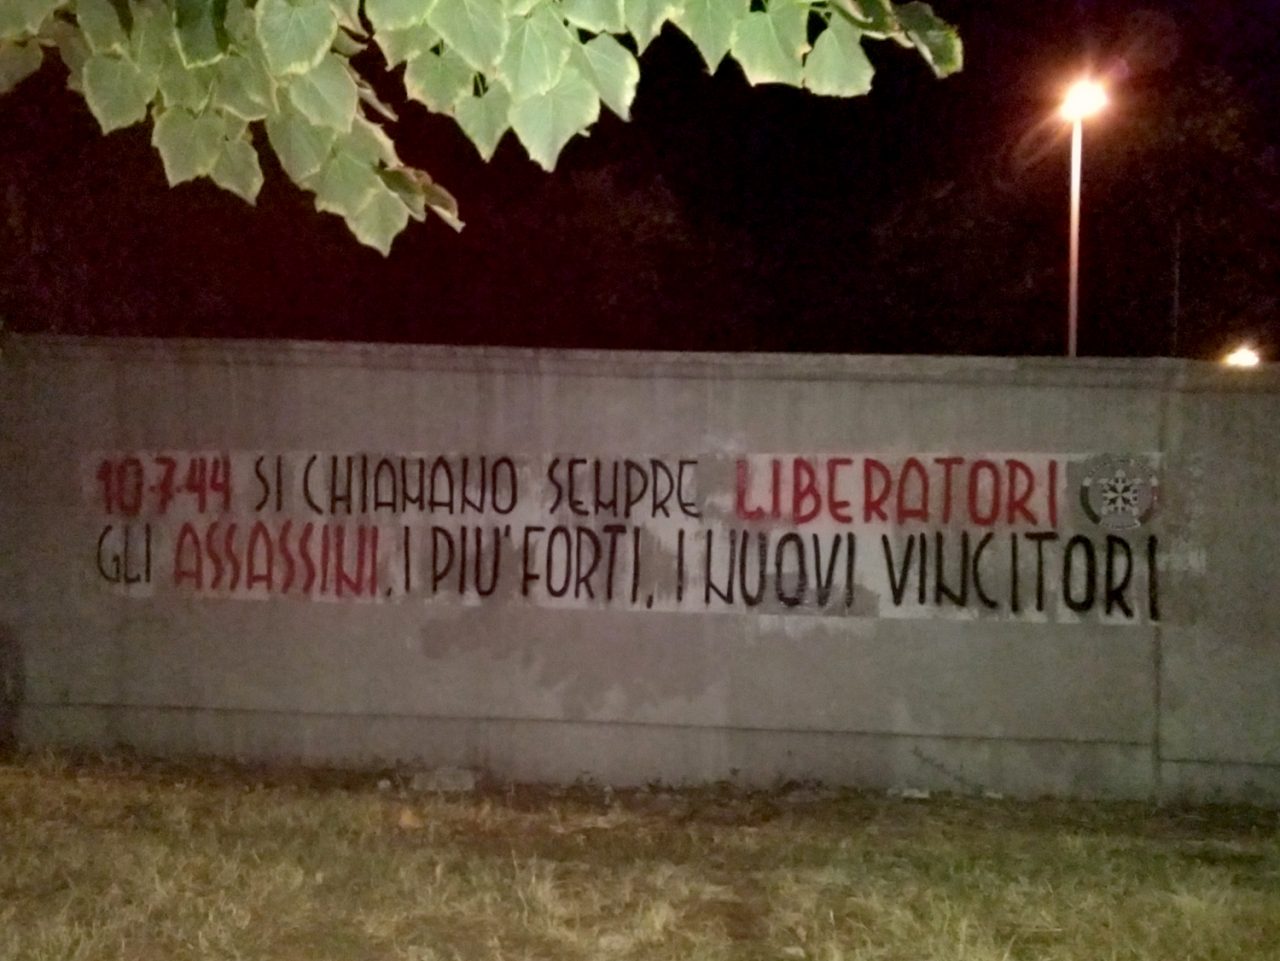 10-7-44 SI CHIAMANO SEMPRE LIBERATORI
GLI ASSASSINI, I PIU' FORTI, I NUOVI VINCITORI